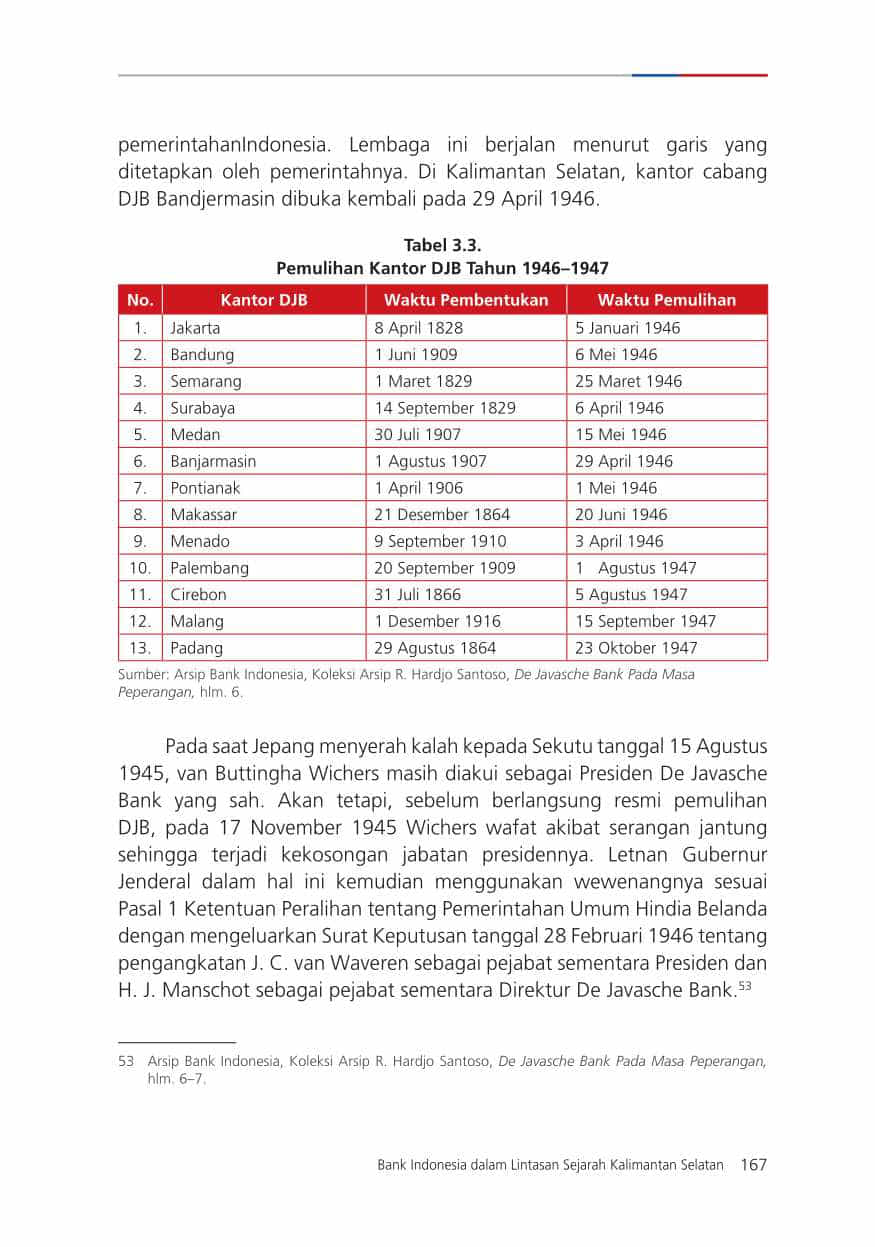 pemerintahanIndonesia. Lembaga ini berjalan menurut garis yang
ditetapkan oleh pemerintahnya. Di Kalimantan Selatan, kantor cabang
DJB Bandjermasin dibuka kembali pada 29 April 1946.
Tabel 3.3.
Pemulihan Kantor DJB Tahun 1946–1947
No. Kantor DJB Waktu Pembentukan Waktu Pemulihan
1. Jakarta 8 April 1828 5 Januari 1946
2. Bandung 1 Juni 1909 6 Mei 1946
3. Semarang 1 Maret 1829 25 Maret 1946
4. Surabaya 14 September 1829 6 April 1946
5. Medan 30 Juli 1907 15 Mei 1946
6. Banjarmasin 1 Agustus 1907 29 April 1946
7. Pontianak 1 April 1906 1 Mei 1946
8. Makassar 21 Desember 1864 20 Juni 1946
9. Menado 9 September 1910 3 April 1946
10. Palembang 20 September 1909 1 Agustus 1947
11. Cirebon 31 Juli 1866 5 Agustus 1947
12. Malang 1 Desember 1916 15 September 1947
13. Padang 29 Agustus 1864 23 Oktober 1947
Sumber: Arsip Bank Indonesia, Koleksi Arsip R. Hardjo Santoso, De Javasche Bank Pada Masa
Peperangan, hlm. 6.
Pada saat Jepang menyerah kalah kepada Sekutu tanggal 15 Agustus
1945, van Buttingha Wichers masih diakui sebagai Presiden De Javasche
Bank yang sah. Akan tetapi, sebelum berlangsung resmi pemulihan
DJB, pada 17 November 1945 Wichers wafat akibat serangan jantung
sehingga terjadi kekosongan jabatan presidennya. Letnan Gubernur
Jenderal dalam hal ini kemudian menggunakan wewenangnya sesuai
Pasal 1 Ketentuan Peralihan tentang Pemerintahan Umum Hindia Belanda
dengan mengeluarkan Surat Keputusan tanggal 28 Februari 1946 tentang
pengangkatan J. C. van Waveren sebagai pejabat sementara Presiden dan
H. J. Manschot sebagai pejabat sementara Direktur De Javasche Bank.53
53 Arsip Bank Indonesia, Koleksi Arsip R. Hardjo Santoso, De Javasche Bank Pada Masa Peperangan,
hlm. 6–7.
Bank Indonesia dalam Lintasan Sejarah Kalimantan Selatan 167